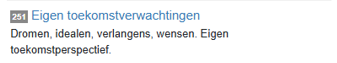 251 Eigen toekomstverwachtingen
Dromen, idealen, verlangens, wensen. Eigen
toekomstperspectief.